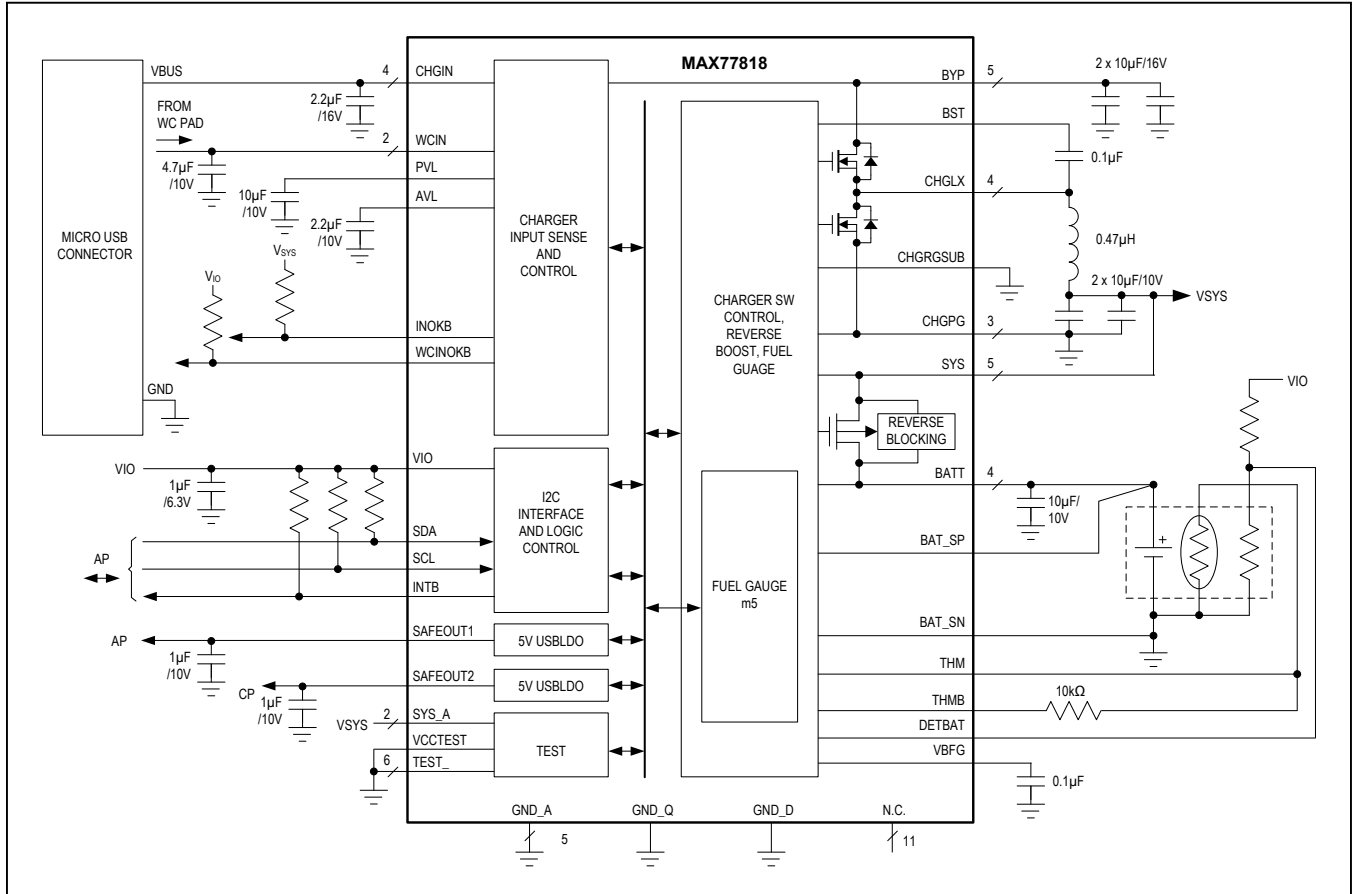 MAX77818
MICRO USB
CONNECTOR
VBUS
4
CHGIN
2.2µF
/16V
FROM
WC PAD
2
WCIN
4.7µF
/10V
PVL
10µF
/10V
AVL
2.2µF
/10V
VSYS
VIO
INOKB
WCINOKB
GND
CHARGER
INPUT SENSE
AND
CONTROL
VIO
VIO
1µF
/6.3V
AP
SDA
SCL
INTB
I2C
INTERFACE
AND LOGIC
CONTROL
AP
SAFEOUT1
5V USBLDO
1µF
/10V
CP
SAFEOUT2
5V USBLDO
1µF
/10V
VSYS
2
SYS_A
VCCTEST
6
TEST_
TEST
CHARGER SW
CONTROL,
REVERSE
BOOST, FUEL
GUAGE
FUEL GAUGE
m5
REVERSE
BLOCKING
BYP
5
2 x 10µF/16V
BST
0.1µF
CHGLX
4
0.47µH
CHGRGSUB
2 x 10µF/10V
VSYS
CHGPG
3
SYS
5
VIO
BATT
4
10µF/
10V
BAT_SP
+
BAT_SN
THM
THMB
10kΩ
DETBAT
VBFG
0.1µF
GND_A
5
GND_Q
GND_D
N.C.
11